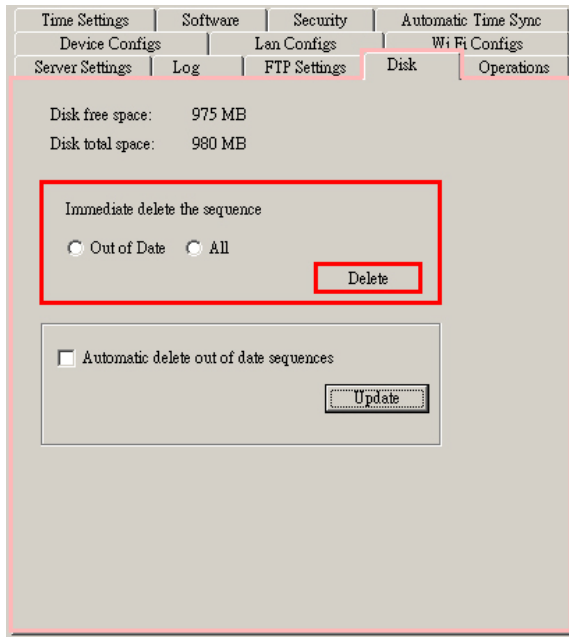 Time Settings Software Security Automatic Time Sync
Device Configs Lan Configs Wi Fi Configs
Server Settings Log FTP Settings Disk Operations
Disk free space: 975 MB
Disk total space: 980 MB
Immediate delete the sequence
Out of Date All
Delete
Automatic delete out of date sequences
Update